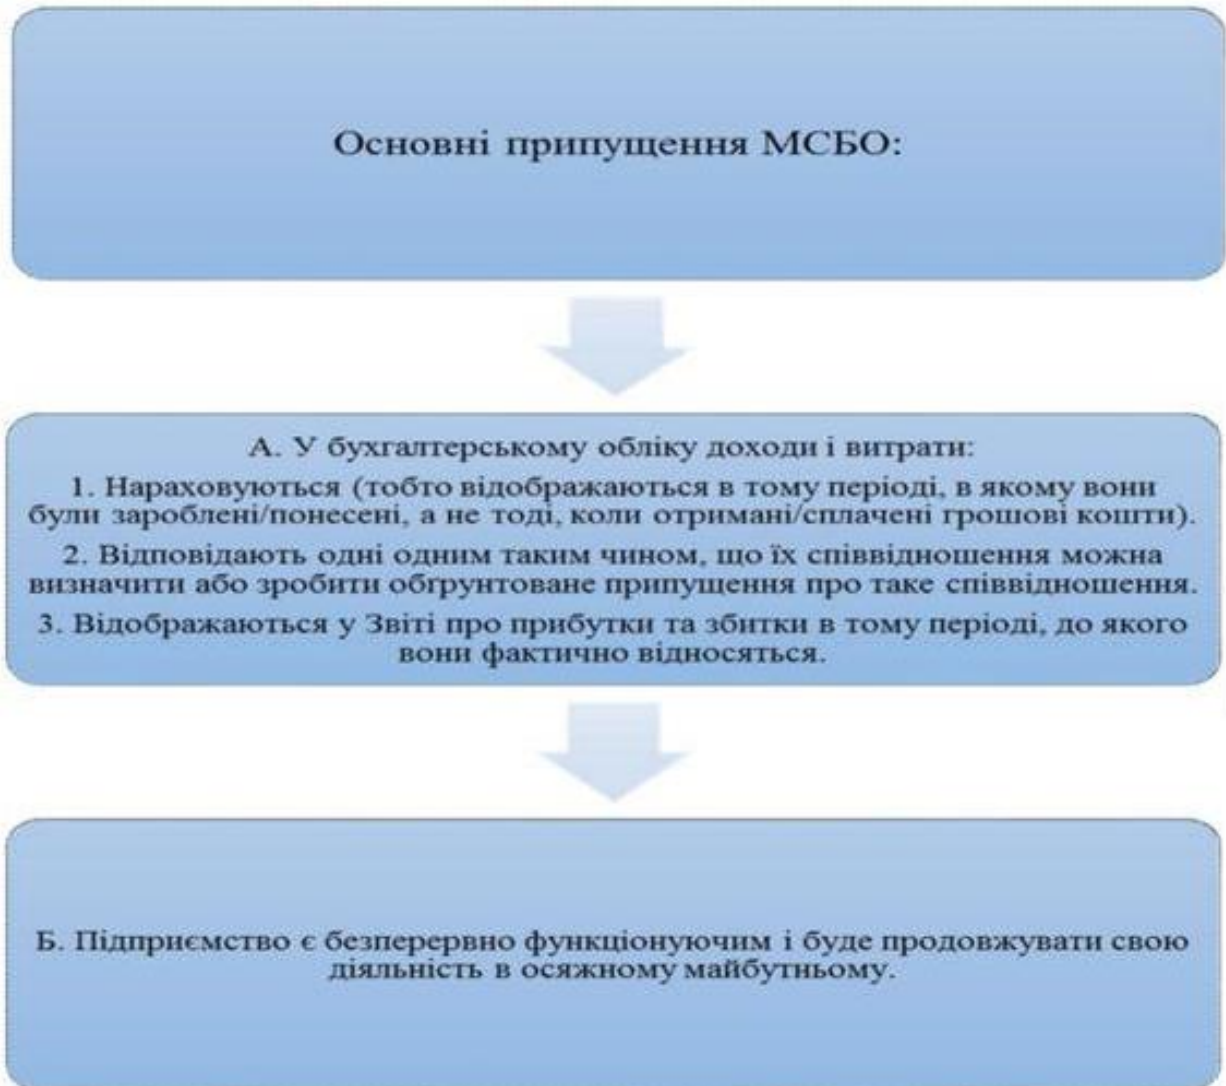 Основні припущення МСБО:
А. У бухгалтерському обліку доходи і витрати:
1. Нараховуються (тобто відображаються в тому періоді, в якому вони
були зароблені/понесені, а не тоді, коли отримані/сплачені грошові кошти).
2. Відповідають одні одним таким чином, що їх співвідношення можна
визначити або зробити обґрунтоване припущення про таке співвідношення.
3. Відображаються у Звіті про прибутки та збитки в тому періоді, до якого
вони фактично відносяться.
Б. Підприємство є безперервно функціонуючим і буде продовжувати свою
діяльність в осяжному майбутньому.